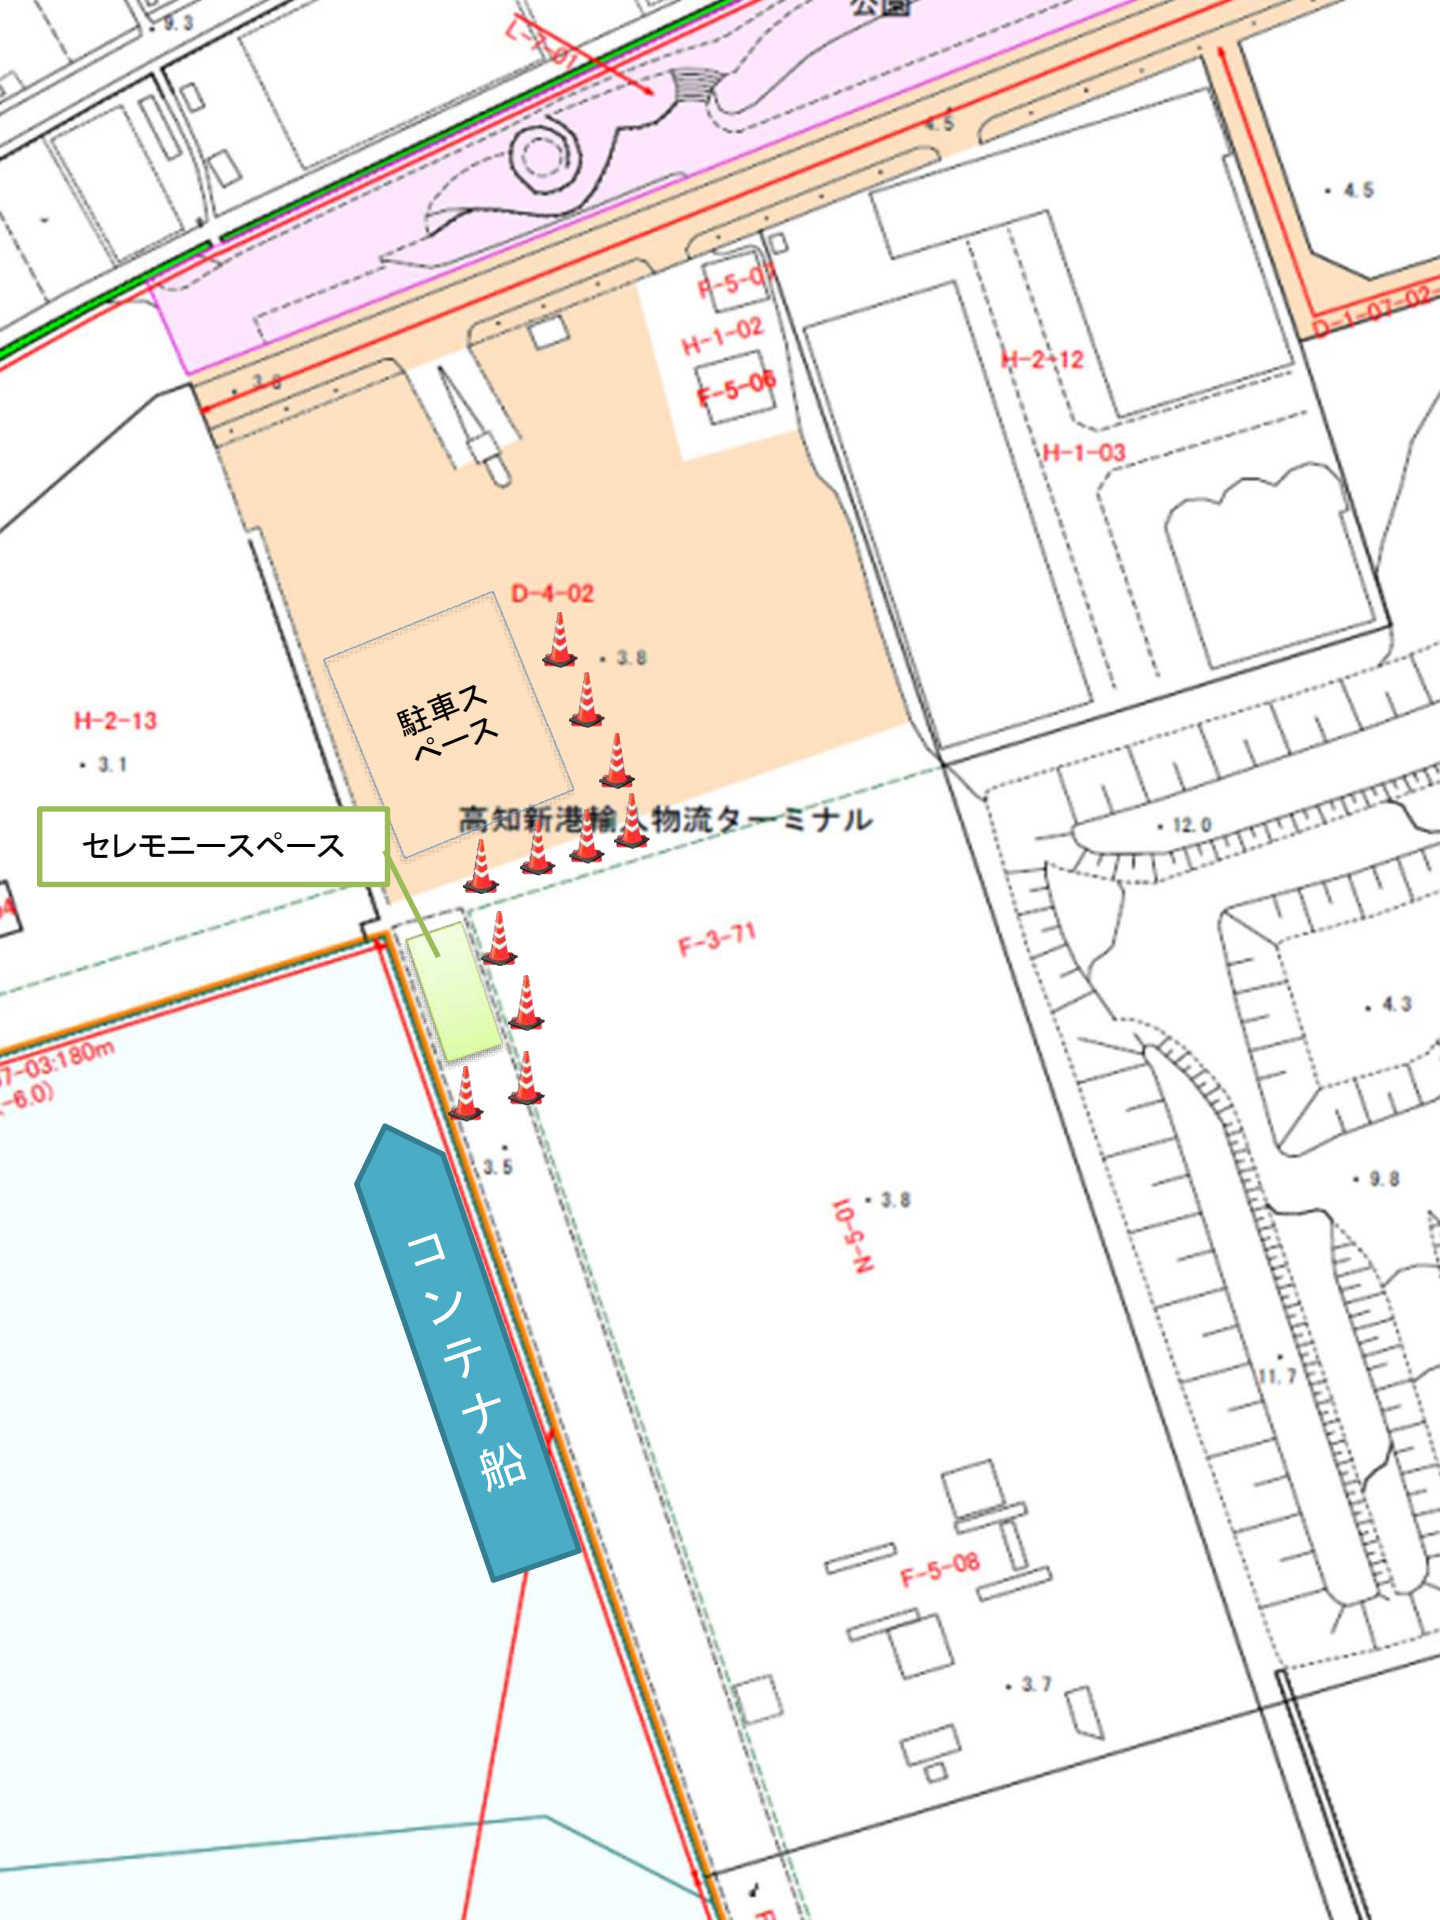 公園
9.3
L-7-01
4.5
4.5
F-5-07
H-1-02
F-5-06
3.8
H-2-12
D-1-07-02-
H-1-03
D-4-02
3.8
駐車ス
ペース
H-2-13
3.1
高知新港輸入物流ターミナル
12.0
セレモニースペース
F-3-71
4.3
7-03:180m
(-6.0)
3.5
9.8
3.8
N-5-01
コンテナ船
11.7
F-5-08
3.7